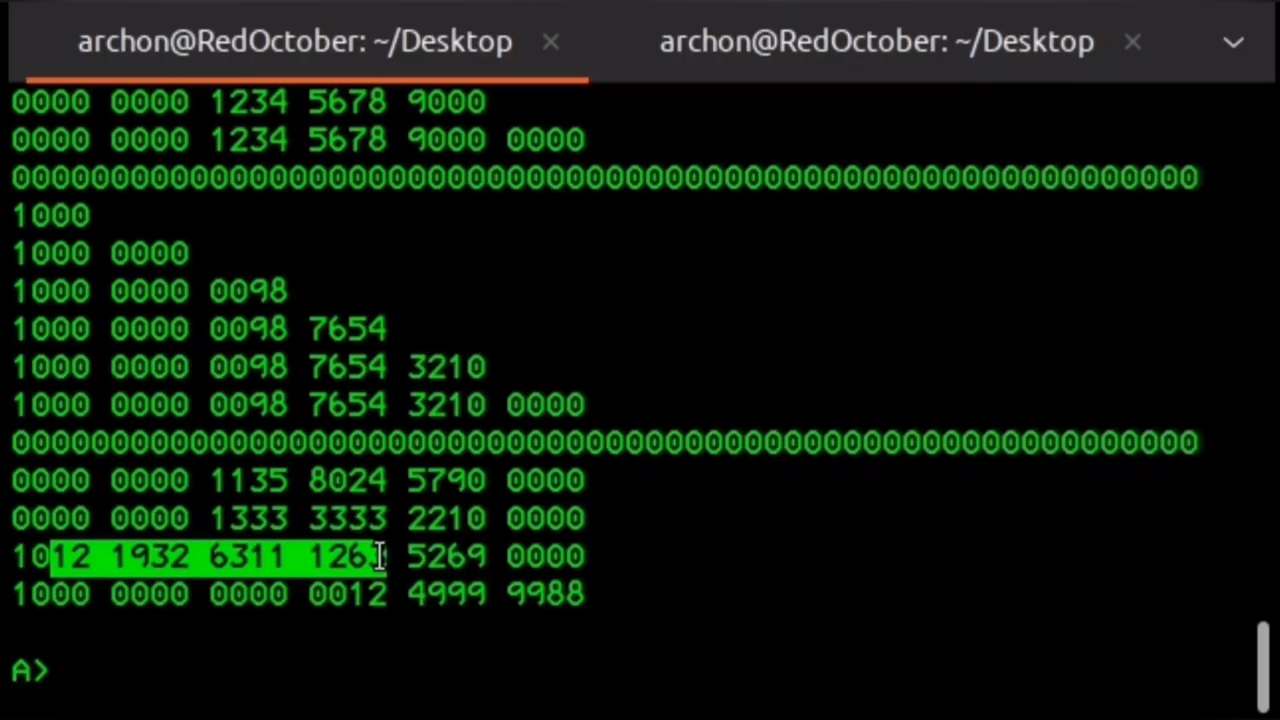 archon@RedOctober: ~/Desktop
archon@RedOctober: ~/Desktop
0000 0000 1234 5678 9000
0000 0000 1234 5678 9000 0000
000000000000000000000000000000000000000000000000000000000000
1000
1000 0000
1000 0000 0098
1000 0000 0098 7654
1000 0000 0098 7654 3210
1000 0000 0098 7654 3210 0000
000000000000000000000000000000000000000000000000000000000000
0000 0000 1135 8024 5790 0000
0000 0000 1333 3333 2210 0000
1012 1932 6311 1263 5269 0000
1000 0000 0000 0012 4999 9988
A>